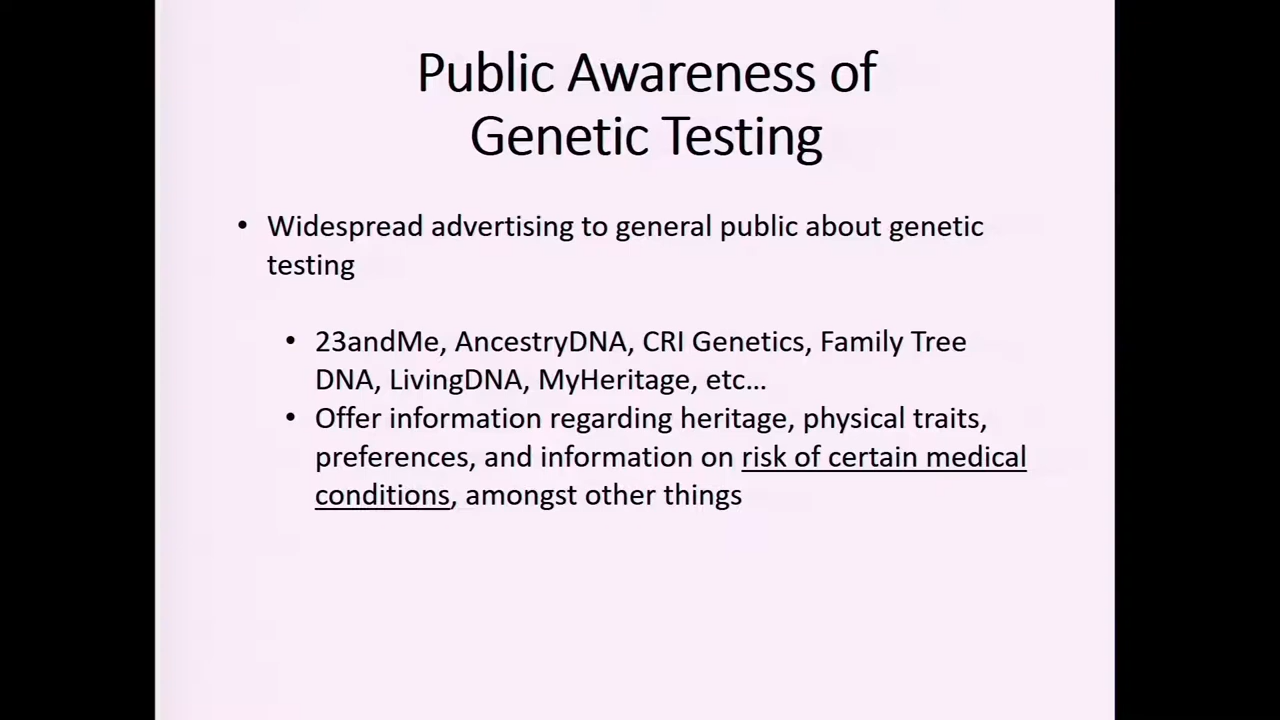 Public Awareness of
Genetic Testing
• Widespread advertising to general public about genetic
testing
• 23andMe, AncestryDNA, CRI Genetics, Family Tree
DNA, LivingDNA, MyHeritage, etc…
• Offer information regarding heritage, physical traits,
preferences, and information on risk of certain medical
conditions, amongst other things